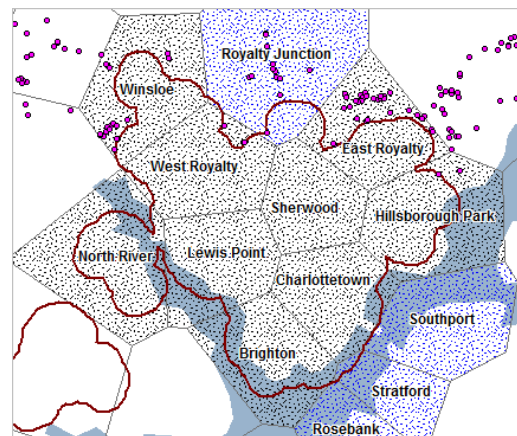 Royalty Junction
Winsloe
East Royalty
West Royalty
Sherwood
Hillsborough Park
North River
Lewis Point
Charlottetown
Southport
Brighton
Stratford
Rosebank